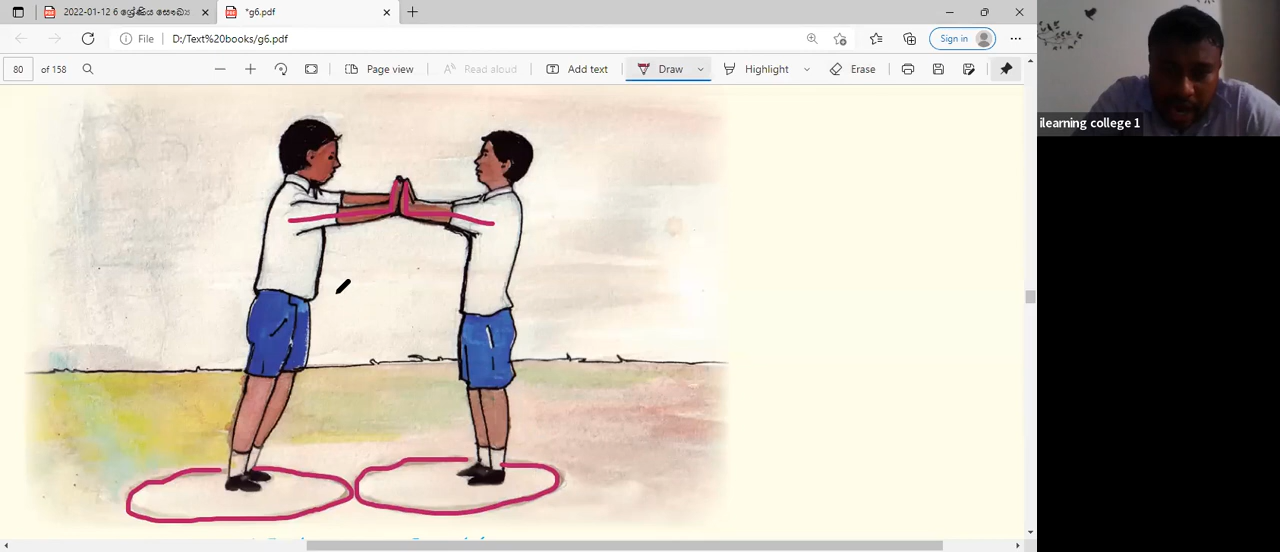 2022-01-12 6 ශ්‍රේණිය සෞඛ්‍ය
*g6.pdf
File
D:/Text%20books/g6.pdf
Sign in
80 of 158
Page view
Read aloud
Add text
Draw
Highlight
Erase
ilearning college 1